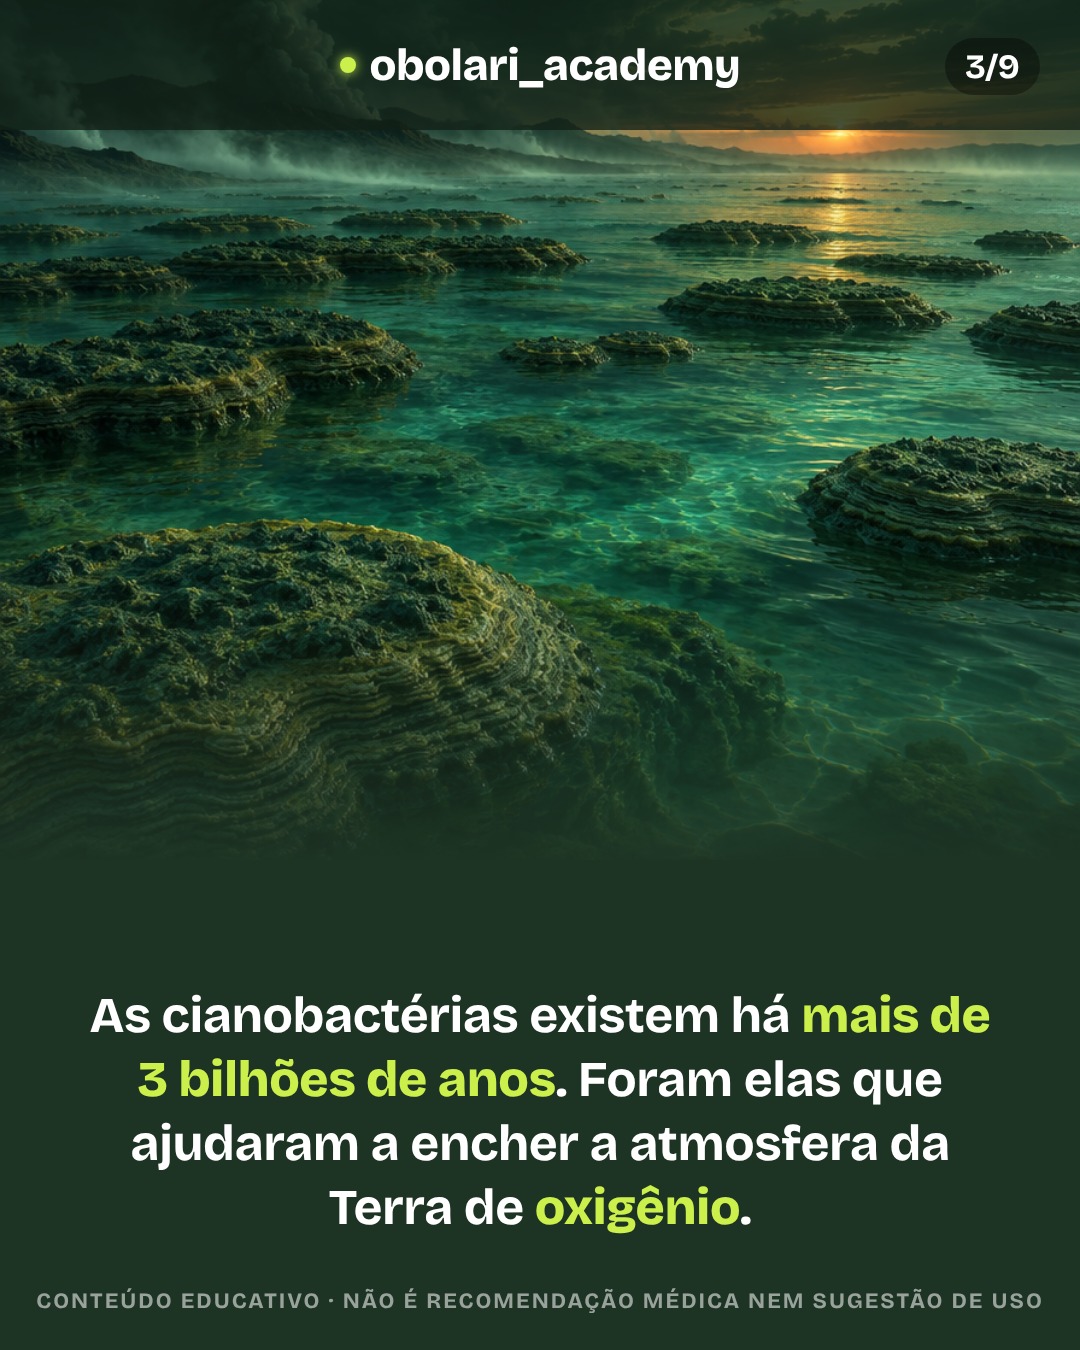 obolari_academy
3/9
As cianobactérias existem há mais de
3 bilhões de anos. Foram elas que
ajudaram a encher a atmosfera da
Terra de oxigênio.
CONTEÚDO EDUCATIVO · NÃO É RECOMENDAÇÃO MÉDICA NEM SUGESTÃO DE USO